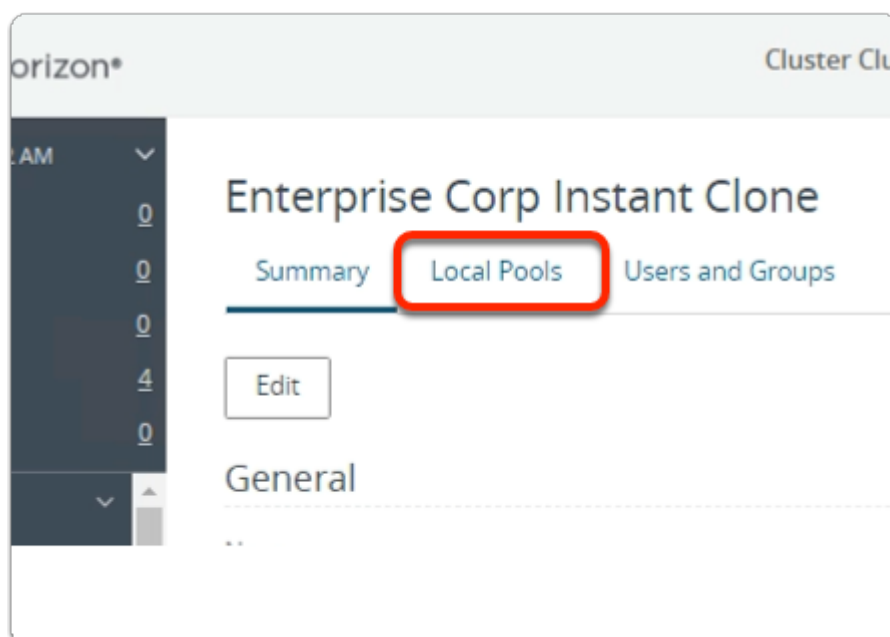 orizon®
Cluster Clu
AM
0
0
0
4
0
Enterprise Corp Instant Clone
Summary Local Pools Users and Groups
Edit
General